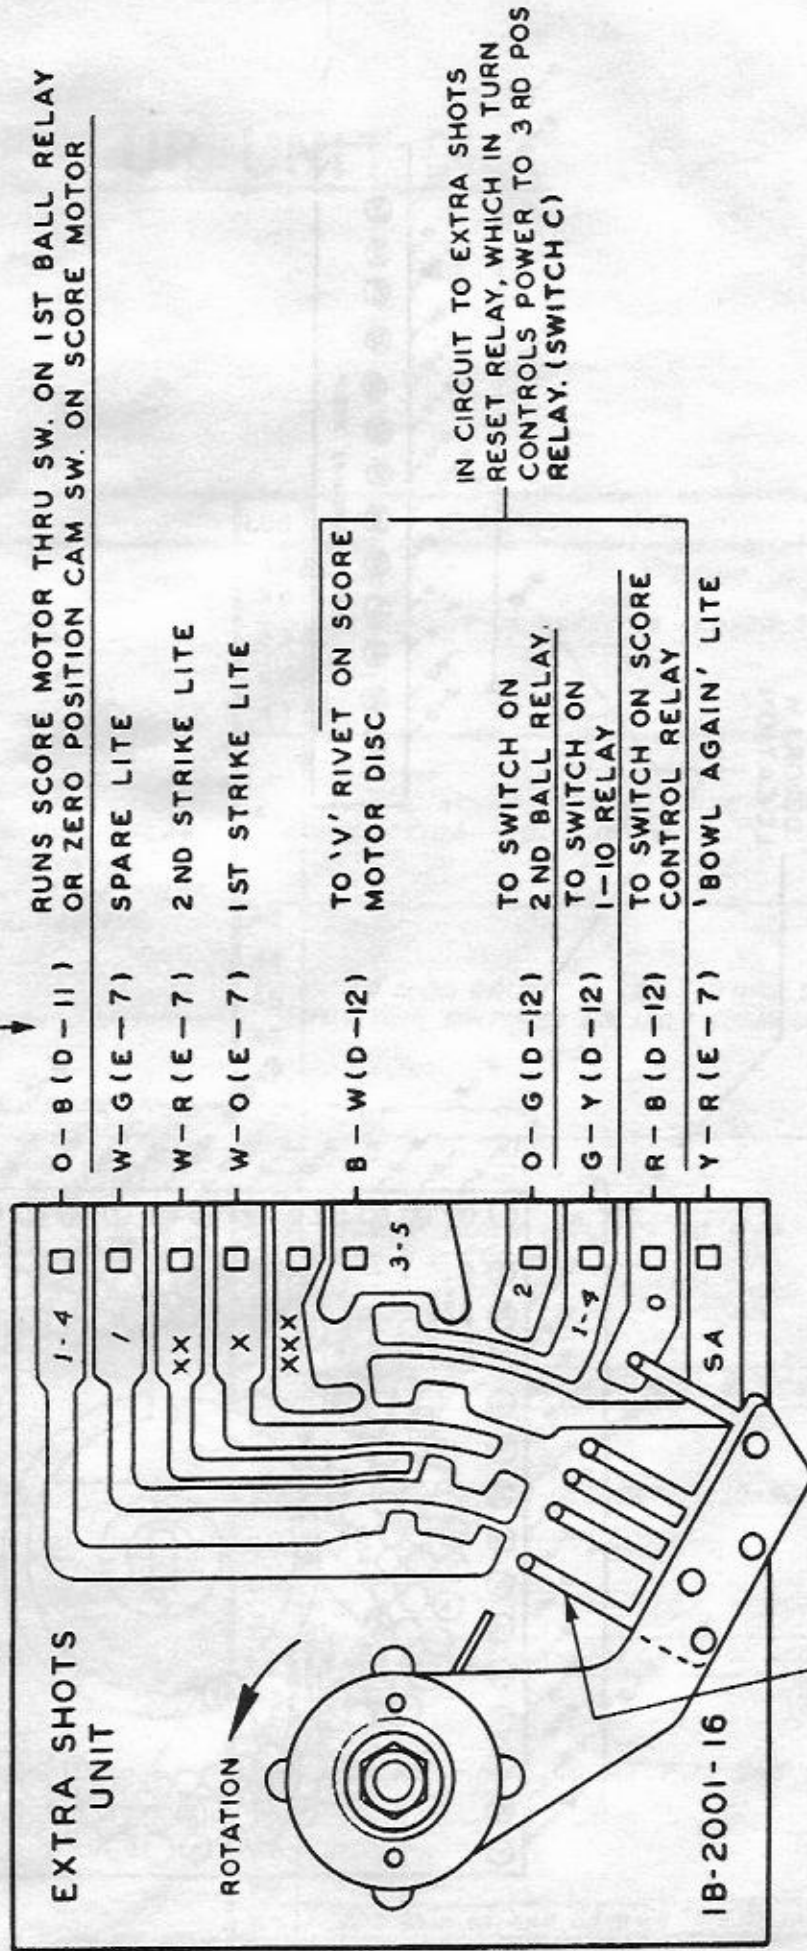 EXTRA SHOTS
UNIT
ROTATION
1B-2001-16
1-4
/
XX
X
XXX
3-5
2
1-4
0
SA
O-B(D-11)
RUNS SCORE MOTOR THRU SW. ON 1ST BALL RELAY
OR ZERO POSITION CAM SW. ON SCORE MOTOR
W-G(E-7) SPARE LITE
W-R(E-7) 2ND STRIKE LITE
W-O(E-7) 1ST STRIKE LITE
B-W(D-12) TO 'V' RIVET ON SCORE
MOTOR DISC
O-G(D-12) TO SWITCH ON
2ND BALL RELAY
G-Y(D-12) TO SWITCH ON
1-10 RELAY
R-B(D-12) TO SWITCH ON SCORE
CONTROL RELAY
Y-R(E-7) 'BOWL AGAIN' LITE
IN CIRCUIT TO EXTRA SHOTS
RESET RELAY, WHICH IN TURN
CONTROLS POWER TO 3RD POS
RELAY. (SWITCH C)